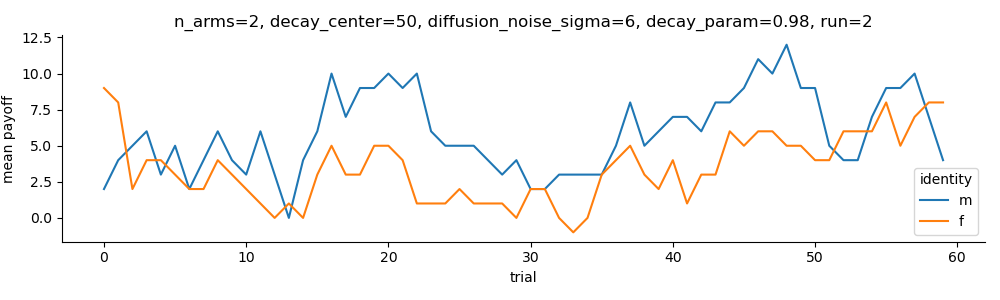 n_arms=2, decay_center=50, diffusion_noise_sigma=6, decay_param=0.98, run=2
mean payoff
12.5
10.0
7.5
5.0
2.5
0.0
identity
m
f
0 10 20 30 40 50 60
trial